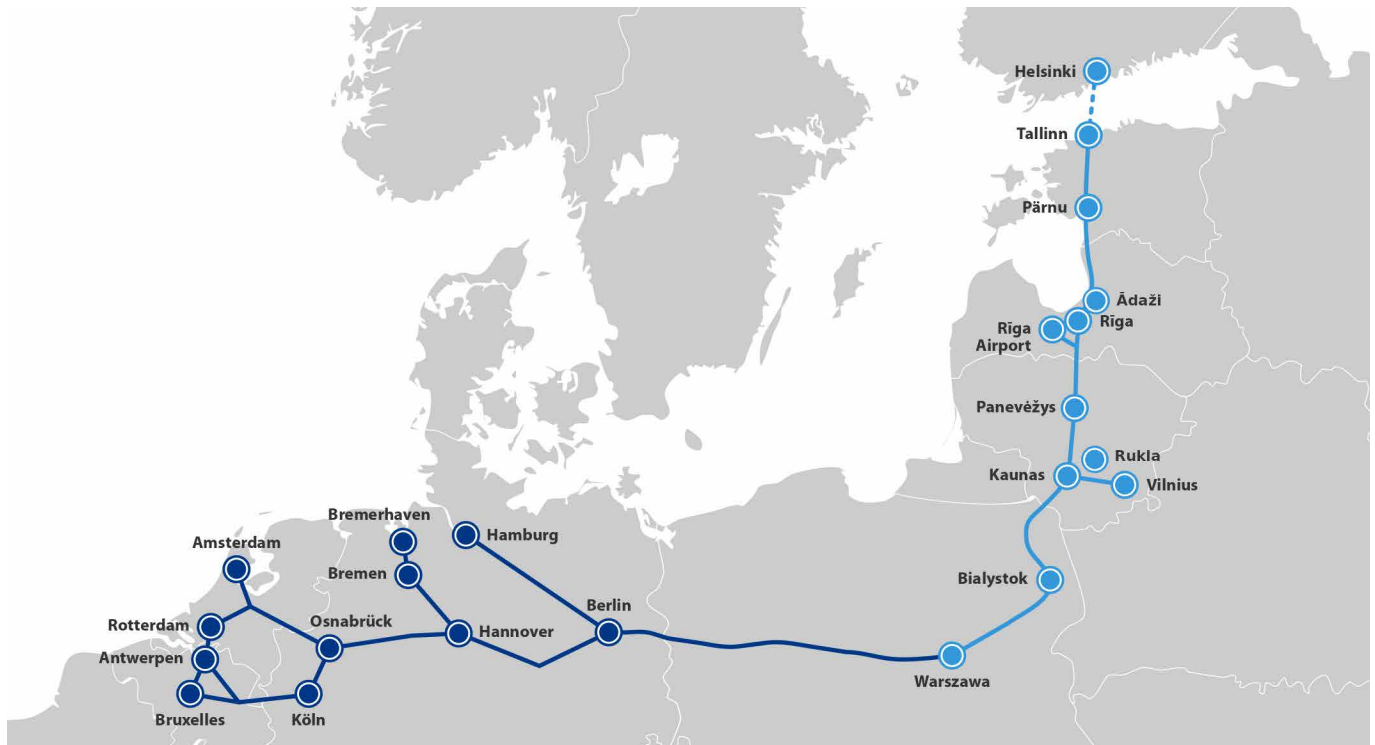 Helsinki
Tallinn
Pärnu
Ādaži
Rīga
Rīga
Airport
Panevėžys
Rukla
Kaunas
Vilnius
Bremerhaven
Hamburg
Amsterdam
Bremen
Bialystok
Berlin
Rotterdam
Osnabrück
Hannover
Antwerpen
Warszawa
Bruxelles
Köln